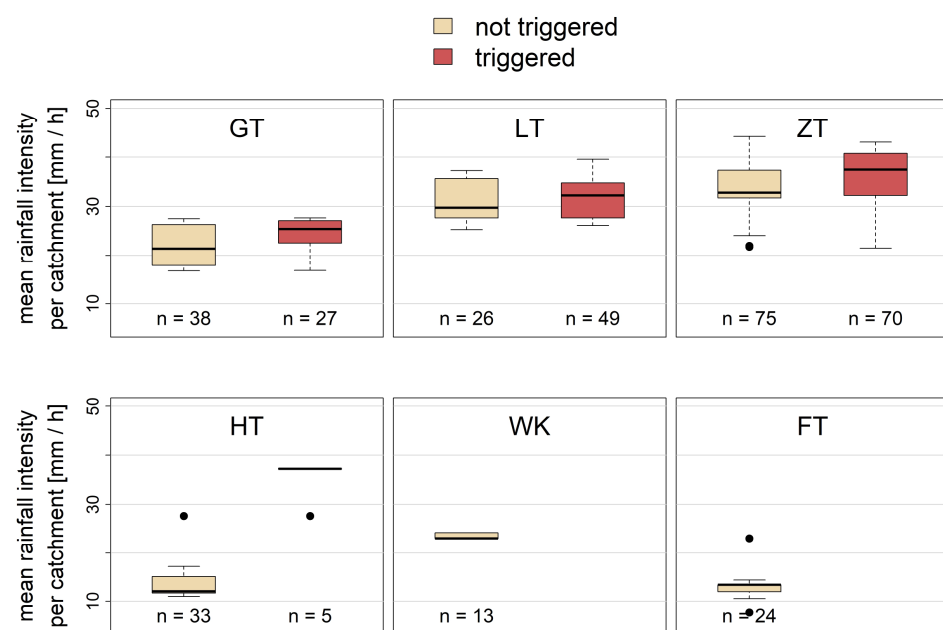 not triggered
triggered
mean rainfall intensity
per catchment [mm / h]
50
30
10
GT
n = 38
n = 27
LT
n = 26
n = 49
ZT
n = 75
n = 70
mean rainfall intensity
per catchment [mm / h]
50
30
10
HT
n = 33
n = 5
WK
n = 13
FT
n = 24